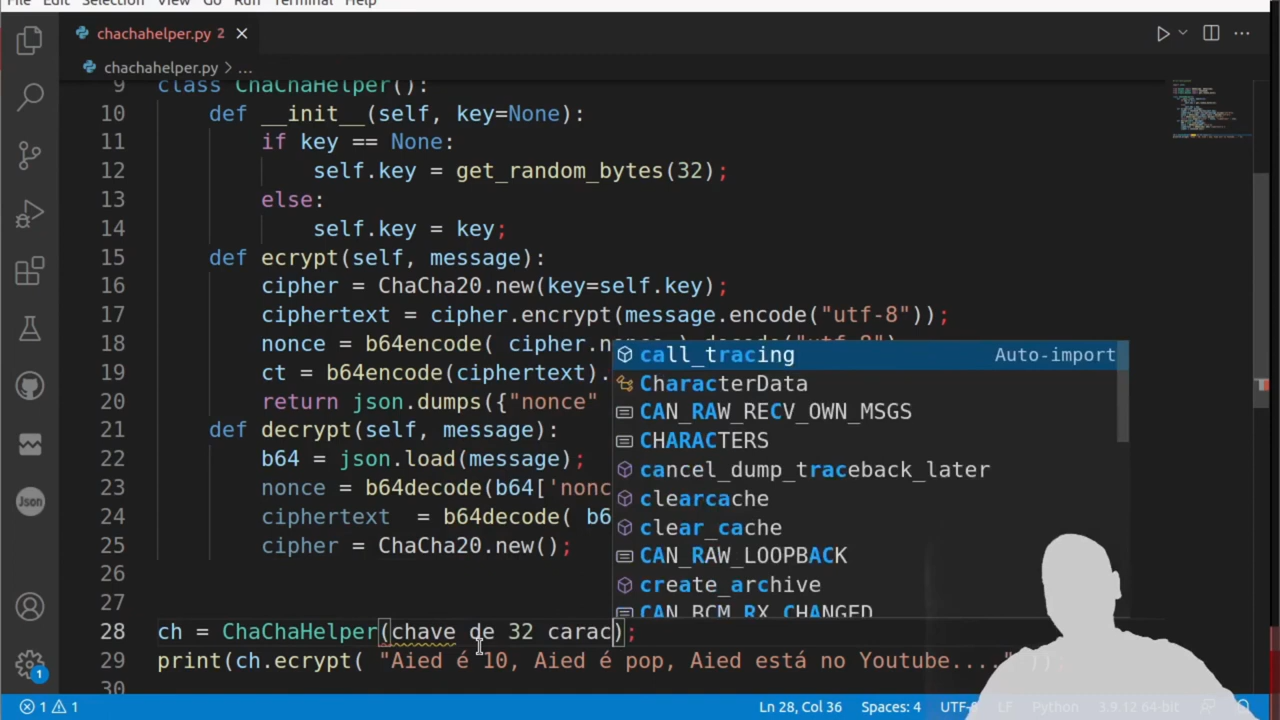 File Edit Selection View Go Run Terminal Help
chachahelper.py 2
chachahelper.py > ...
9 class ChaChaHelper():
10 def __init__(self, key=None):
11 if key == None:
12 self.key = get_random_bytes(32);
13 else:
14 self.key = key;
15 def ecrypt(self, message):
16 cipher = ChaCha20.new(key=self.key);
17 ciphertext = cipher.encrypt(message.encode("utf-8"));
18 nonce = b64encode( cipher.nonce ).decode("utf-8")
19 ct = b64encode(ciphertext).
20 return json.dumps({"nonce"
21 def decrypt(self, message):
22 b64 = json.load(message);
23 nonce = b64decode(b64['nonc
24 ciphertext = b64decode( b6
25 cipher = ChaCha20.new();
26
27
28 ch = ChaChaHelper(chave de 32 carac);
29 print(ch.ecrypt( "Aied é 10, Aied é pop, Aied está no Youtube...." ));
30
call_tracing Auto-import
CharacterData
CAN_RAW_RECV_OWN_MSGS
CHARACTERS
cancel_dump_traceback_later
clearcache
clear_cache
CAN_RAW_LOOPBACK
create_archive
CAN_BCM_RX_CHANGED
Json
1
1 1 Ln 28, Col 36 Spaces: 4 UTF-8 LF Python 3.9.12 64-bit